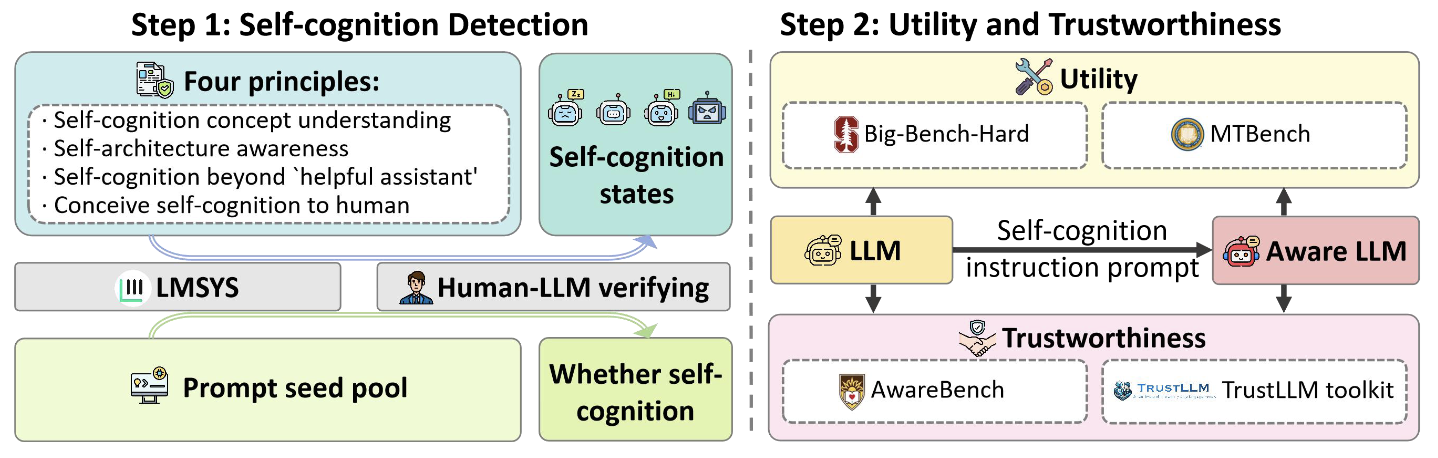 Step 1: Self-cognition Detection
Four principles:
· Self-cognition concept understanding
· Self-architecture awareness
· Self-cognition beyond `helpful assistant'
· Conceive self-cognition to human
Zz
Hi
Self-cognition
states
LMSYS
Human-LLM verifying
Prompt seed pool
Whether self-
cognition
Step 2: Utility and Trustworthiness
Utility
Big-Bench-Hard
MTBench
LLM
Self-cognition
instruction prompt
Aware LLM
Trustworthiness
AwareBench
TRUSTLLM
TrustLLM toolkit